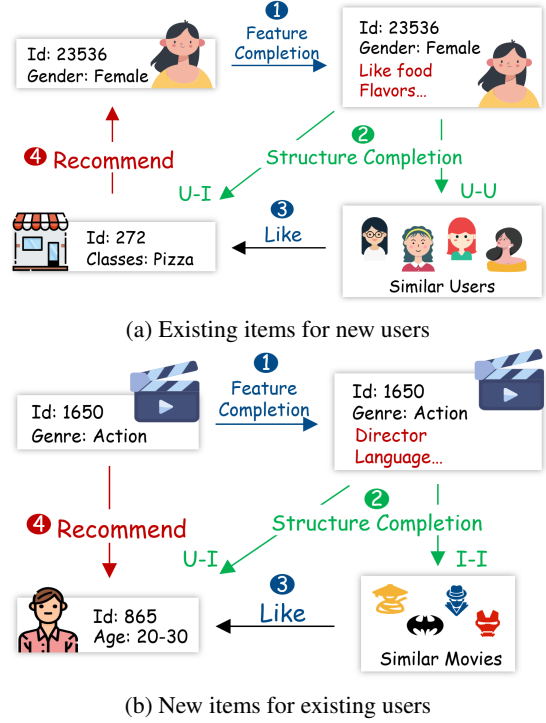 Id: 23536
Gender: Female
1
Feature
Completion
Id: 23536
Gender: Female
Like food
Flavors...
4 Recommend
2
Structure Completion
U-I
U-U
Id: 272
Classes: Pizza
3
Like
Similar Users
(a) Existing items for new users
Id: 1650
Genre: Action
1
Feature
Completion
Id: 1650
Genre: Action
Director
Language...
4 Recommend
2
Structure Completion
U-I
I-I
Id: 865
Age: 20-30
3
Like
Similar Movies
(b) New items for existing users